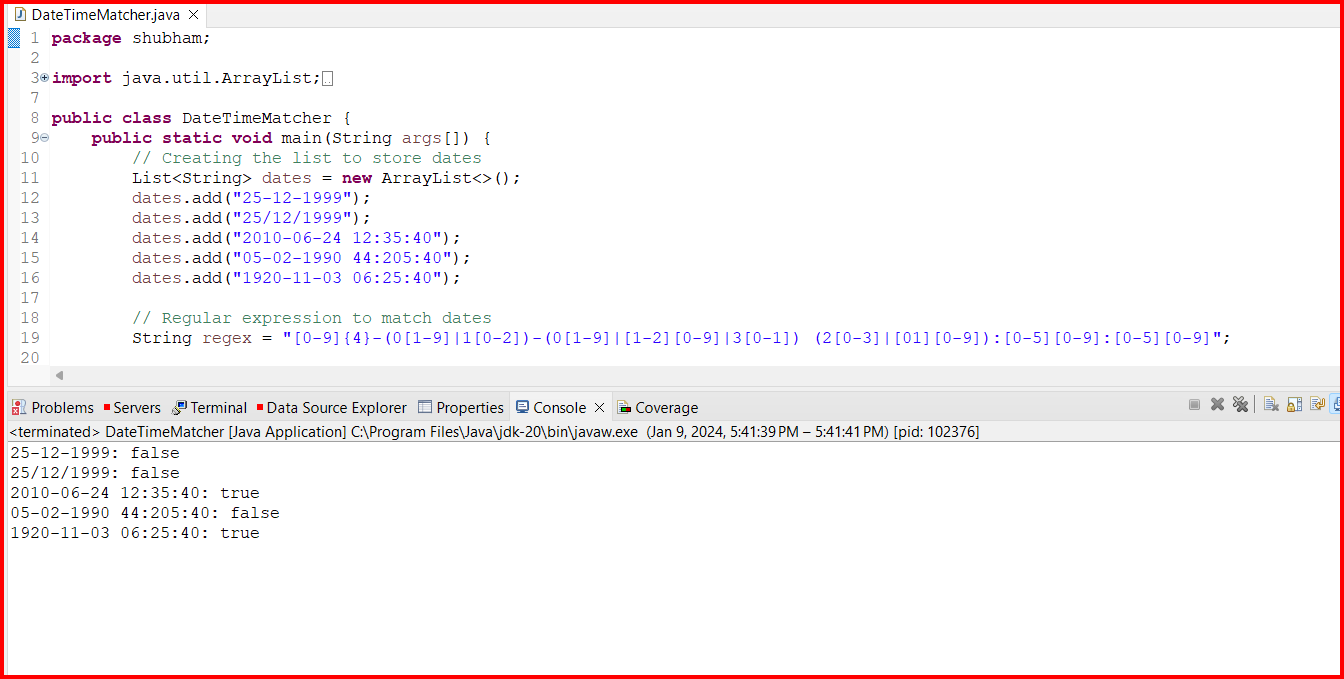 DateTimeMatcher.java
1 package shubham;
2
3 import java.util.ArrayList;
7
8 public class DateTimeMatcher {
9 public static void main(String args[]) {
10 // Creating the list to store dates
11 List<String> dates = new ArrayList<>();
12 dates.add("25-12-1999");
13 dates.add("25/12/1999");
14 dates.add("2010-06-24 12:35:40");
15 dates.add("05-02-1990 44:205:40");
16 dates.add("1920-11-03 06:25:40");
17
18 // Regular expression to match dates
19 String regex = "[0-9]{4}-(0[1-9]|1[0-2])-(0[1-9]|[1-2][0-9]|3[0-1]) (2[0-3]|[01][0-9]):[0-5][0-9]:[0-5][0-9]";
20
Problems Servers Terminal Data Source Explorer Properties Console Coverage
<terminated> DateTimeMatcher [Java Application] C:\Program Files\Java\jdk-20\bin\javaw.exe (Jan 9, 2024, 5:41:39 PM – 5:41:41 PM) [pid: 102376]
25-12-1999: false
25/12/1999: false
2010-06-24 12:35:40: true
05-02-1990 44:205:40: false
1920-11-03 06:25:40: true